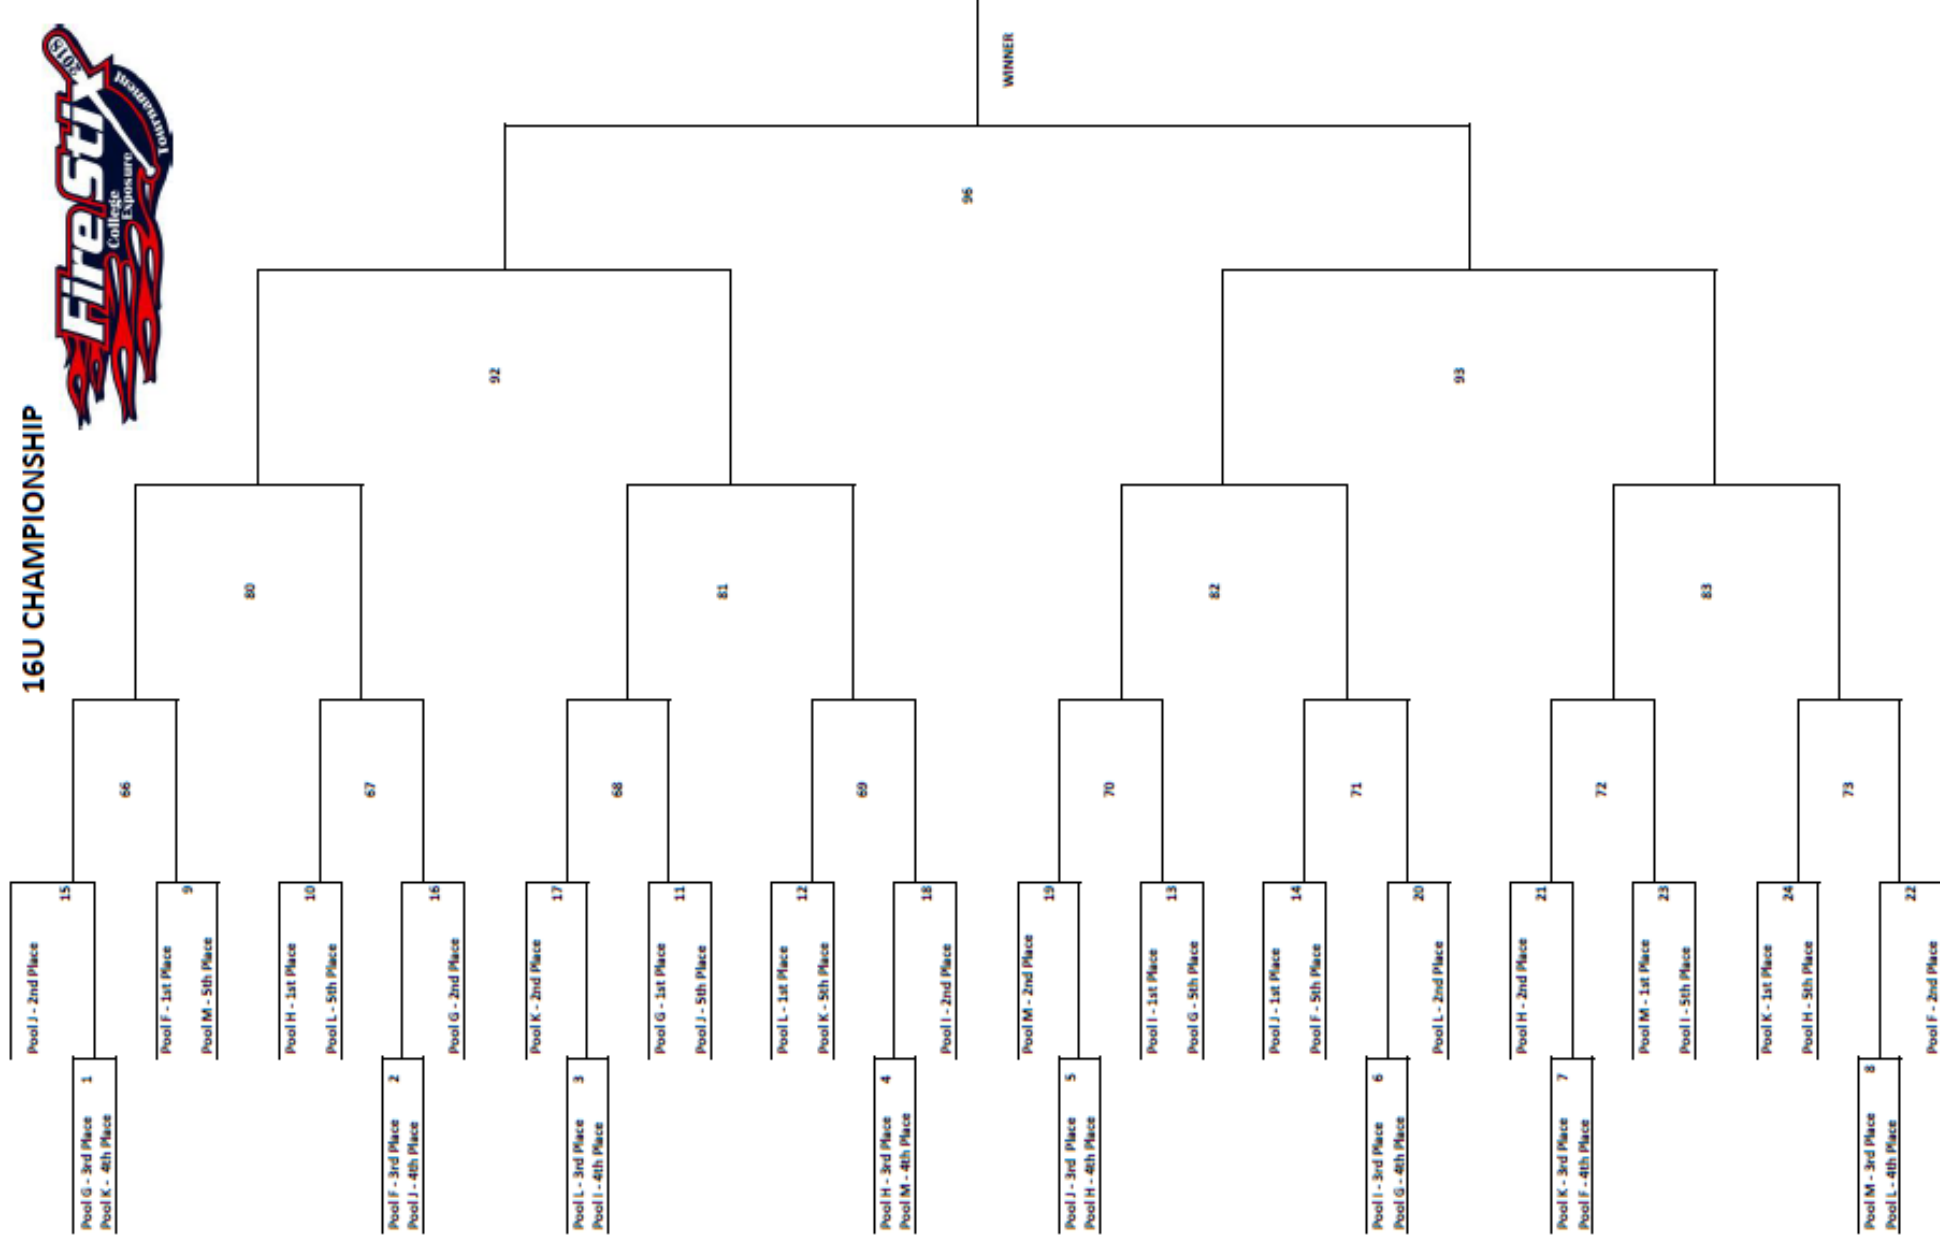 16U CHAMPIONSHIP
2018
FireStix
College
Exposure
Tournament
Pool G - 3rd Place
1
Pool K - 4th Place
Pool F - 3rd Place
2
Pool J - 4th Place
Pool L - 3rd Place
3
Pool I - 4th Place
Pool H - 3rd Place
4
Pool M - 4th Place
Pool J - 3rd Place
5
Pool H - 4th Place
Pool I - 3rd Place
6
Pool G - 4th Place
Pool K - 3rd Place
7
Pool F - 4th Place
Pool M - 3rd Place
8
Pool L - 4th Place
Pool J - 2nd Place
15
Pool F - 1st Place
9
Pool M - 5th Place
Pool H - 1st Place
10
Pool L - 5th Place
16
Pool G - 2nd Place
Pool K - 2nd Place
17
Pool G - 1st Place
11
Pool J - 5th Place
Pool L - 1st Place
12
Pool K - 5th Place
18
Pool I - 2nd Place
Pool M - 2nd Place
19
Pool I - 1st Place
13
Pool G - 5th Place
Pool J - 1st Place
14
Pool F - 5th Place
20
Pool L - 2nd Place
Pool H - 2nd Place
21
Pool M - 1st Place
23
Pool I - 5th Place
Pool K - 1st Place
24
Pool H - 5th Place
22
Pool F - 2nd Place
66
67
68
69
70
71
72
73
80
81
82
83
92
93
96
WINNER